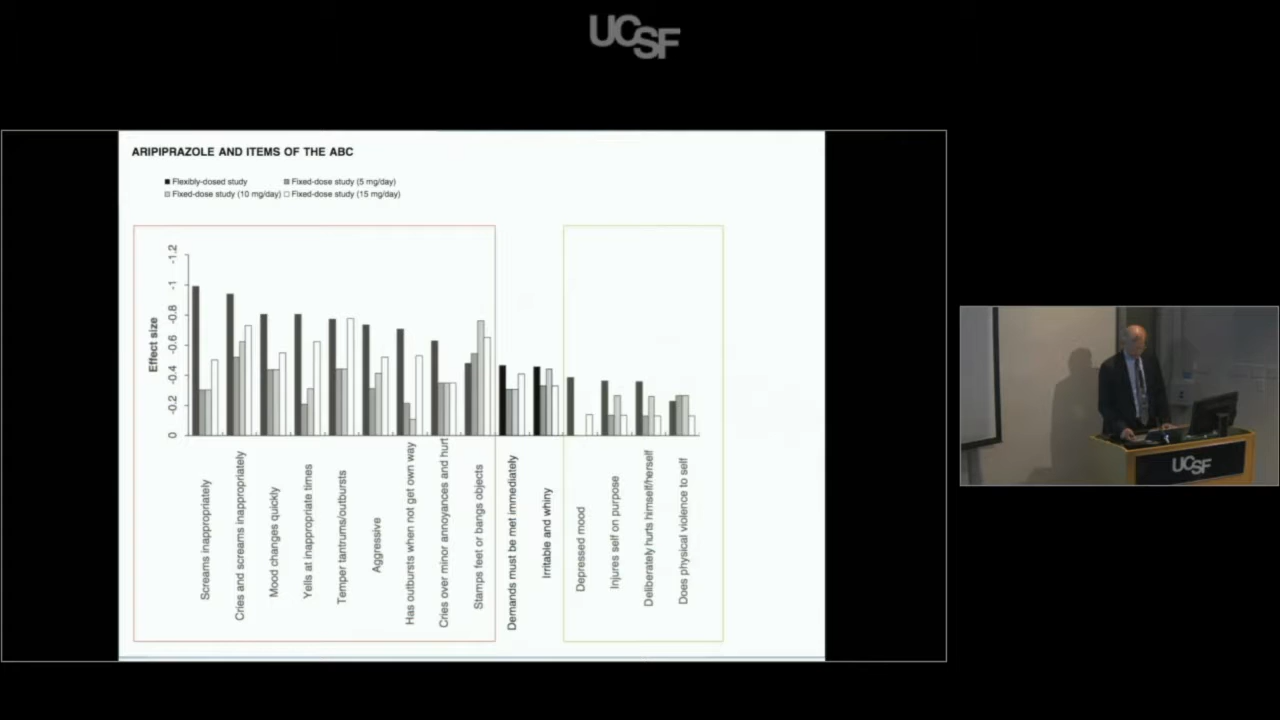 UCSF
ARIPIPRAZOLE AND ITEMS OF THE ABC
Flexibly-dosed study
Fixed-dose study (5 mg/day)
Fixed-dose study (10 mg/day)
Fixed-dose study (15 mg/day)
Effect size
-1.2
-1
-0.8
-0.6
-0.4
-0.2
0
Screams inappropriately
Cries and screams inappropriately
Mood changes quickly
Yells at inappropriate times
Temper tantrums/outbursts
Aggressive
Has outbursts when not get own way
Cries over minor annoyances and hurt
Stamps feet or bangs objects
Demands must be met immediately
Irritable and whiny
Depressed mood
Injures self on purpose
Deliberately hurts himself/herself
Does physical violence to self
UCSF